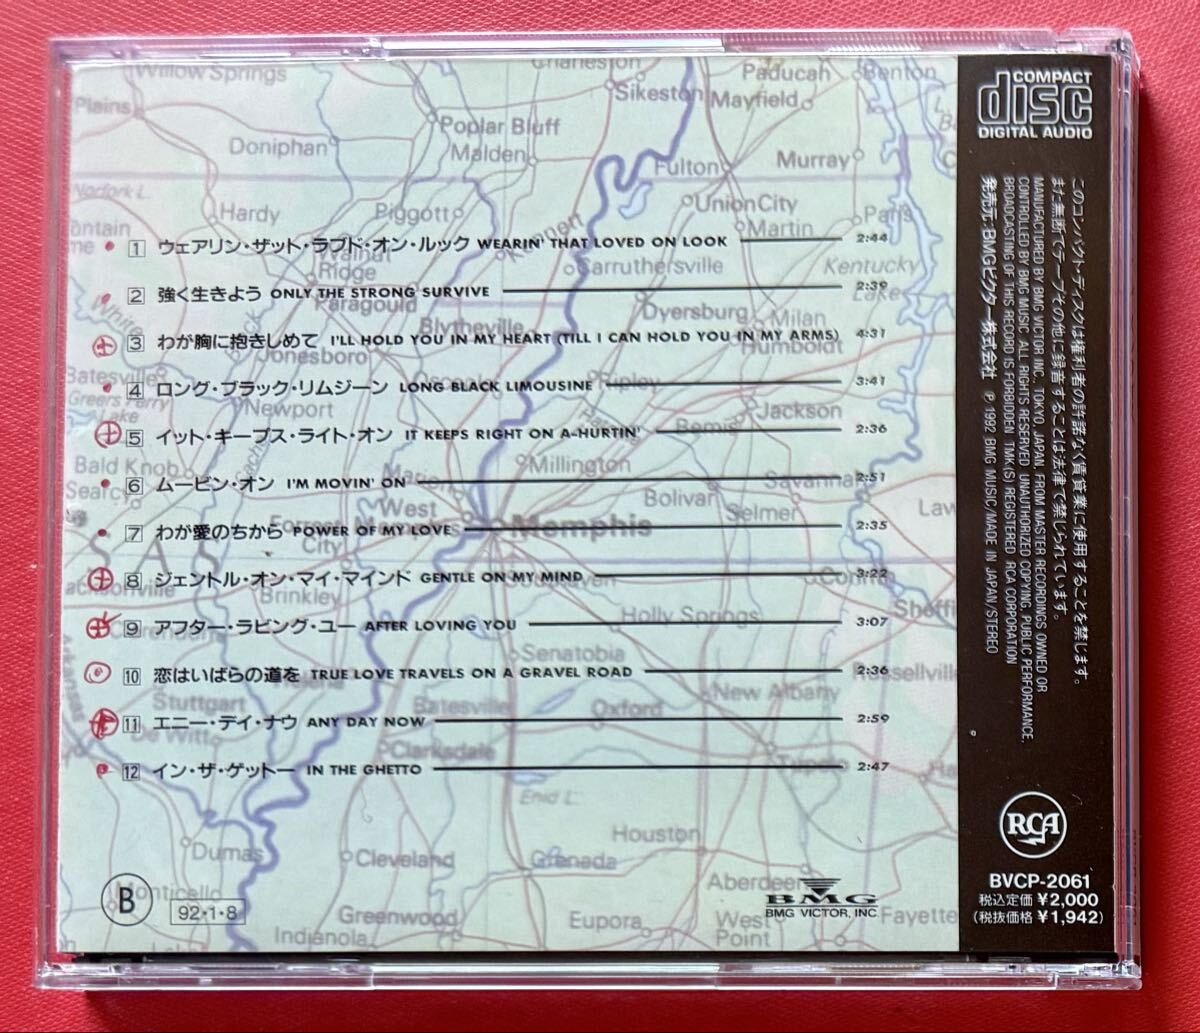 Willow Springs
Charleston
Paducah
Benton
Plains
Sikeston
Mayfield
Poplar Bluff
Doniphan
Malden
Fulton
Murray
Norfork L.
Hardy
Piggott
Union City
Paris
Martin
1 ウェアリン・ザット・ラブド・オン・ルック WEARIN' THAT LOVED ON LOOK 2:44
Walnut
Ridge
Caruthersville
Kentucky
Lake
2 強く生きよう ONLY THE STRONG SURVIVE 2:39
Paragould
White
Blytheville
Dyersburg
Milan
3 わが胸に抱きしめて I'LL HOLD YOU IN MY HEART (TILL I CAN HOLD YOU IN MY ARMS) 4:31
Jonesboro
Humboldt
Batesville
4 ロング・ブラック・リムジーン LONG BLACK LIMOUSINE 3:41
Ripley
Greers Ferry
Lake
Newport
Jackson
5 イット・キープス・ライト・オン IT KEEPS RIGHT ON A-HURTIN' 2:36
Bald Knob
Millington
Searcy
6 ムービン・オン I'M MOVIN' ON 2:51
Marion
Bolivar
Savannah
West
Selmer
Law
7 わが愛のちから POWER OF MY LOVE 2:35
Memphis
City
S A S
8 ジェントル・オン・マイ・マインド GENTLE ON MY MIND 3:22
Brinkley
Holly Springs
Sheffi
9 アフター・ラビング・ユー AFTER LOVING YOU 3:07
Senatobia
10 恋はいばらの道を TRUE LOVE TRAVELS ON A GRAVEL ROAD 2:36
Russellville
Stuttgart
Batesville
Oxford
New Albany
11 エニー・デイ・ナウ ANY DAY NOW 2:59
De Witt
Clarksdale
Arkansas
12 イン・ザ・ゲットー IN THE GHETTO 2:47
Enid L.
Houston
Dumas
Cleveland
Grenada
Aberdeen
Monticello
B
92・1・8
Greenwood
Eupora
West
Point
Fayette
Indianola
BMG
BMG VICTOR, INC.
COMPACT
disc
DIGITAL AUDIO
このコンパクト・ディスクは権利者の許諾なく賃貸業に使用することを禁じます。
また無断でテープその他に録音することは法律で禁じられています。
MANUFACTURED BY BMG VICTOR INC. TOKYO, JAPAN. FROM MASTER RECORDINGS OWNED OR
CONTROLLED BY BMG MUSIC. ALL RIGHTS RESERVED. UNAUTHORIZED COPYING, PUBLIC PERFORMANCE,
BROADCASTING OF THIS RECORD IS FORBIDDEN. TMK(S) REGISTERED RCA CORPORATION
発売元・BMGビクター株式会社 ℗ 1992 BMG MUSIC/MADE IN JAPAN/STEREO
RCA
BVCP-2061
税込定価 ¥2,000
(税抜価格 ¥1,942)